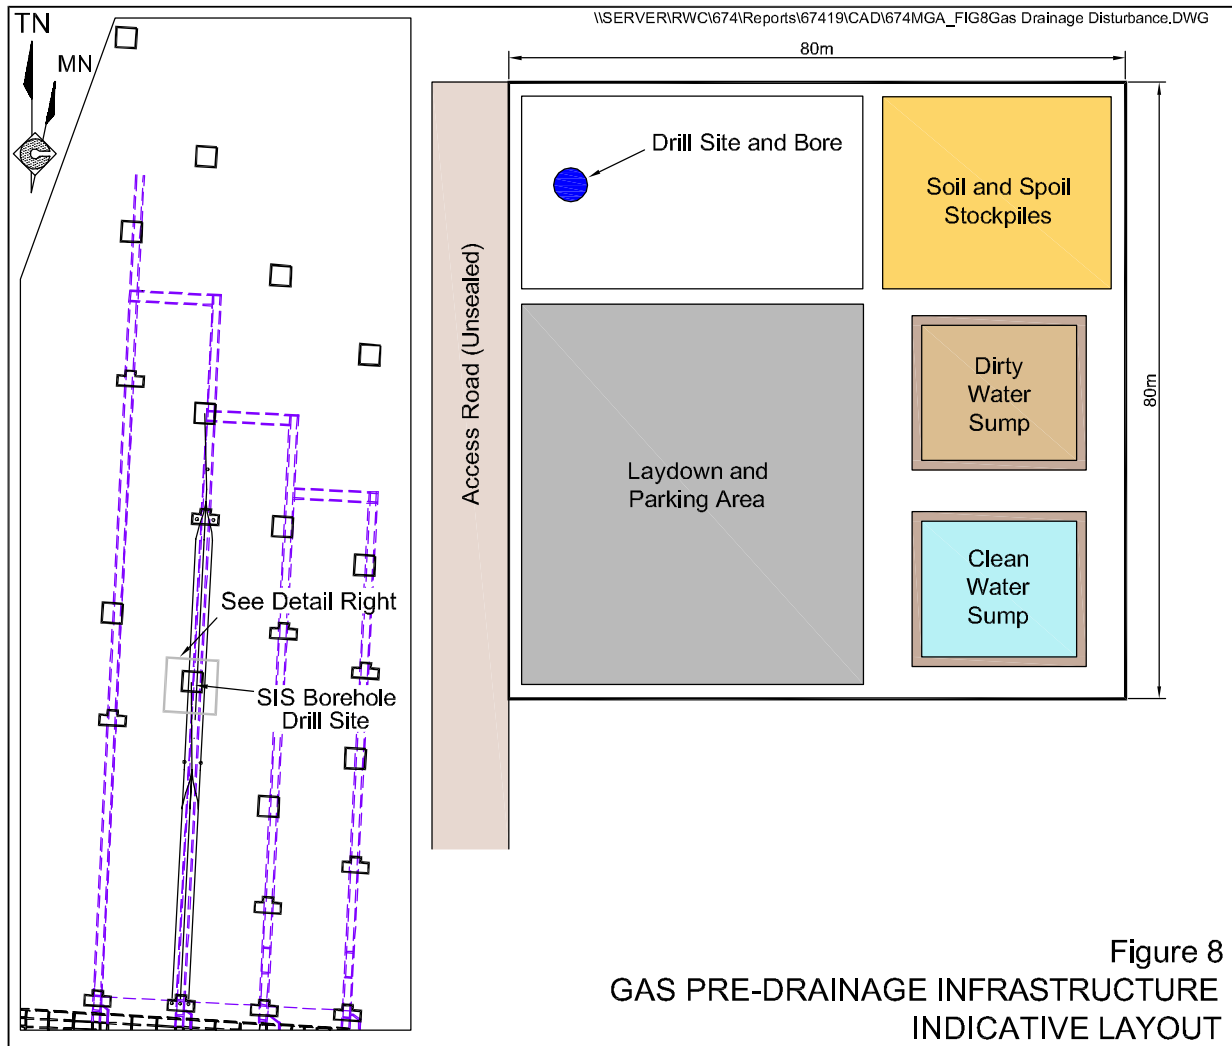 \\SERVER\RWC\674\Reports\67419\CAD\674MGA_FIG8Gas Drainage Disturbance.DWG
TN
MN
80m
Drill Site and Bore
Soil and Spoil
Stockpiles
Access Road (Unsealed)
80m
Dirty
Water
Sump
Laydown and
Parking Area
Clean
Water
Sump
See Detail Right
SIS Borehole
Drill Site
Figure 8
GAS PRE-DRAINAGE INFRASTRUCTURE
INDICATIVE LAYOUT